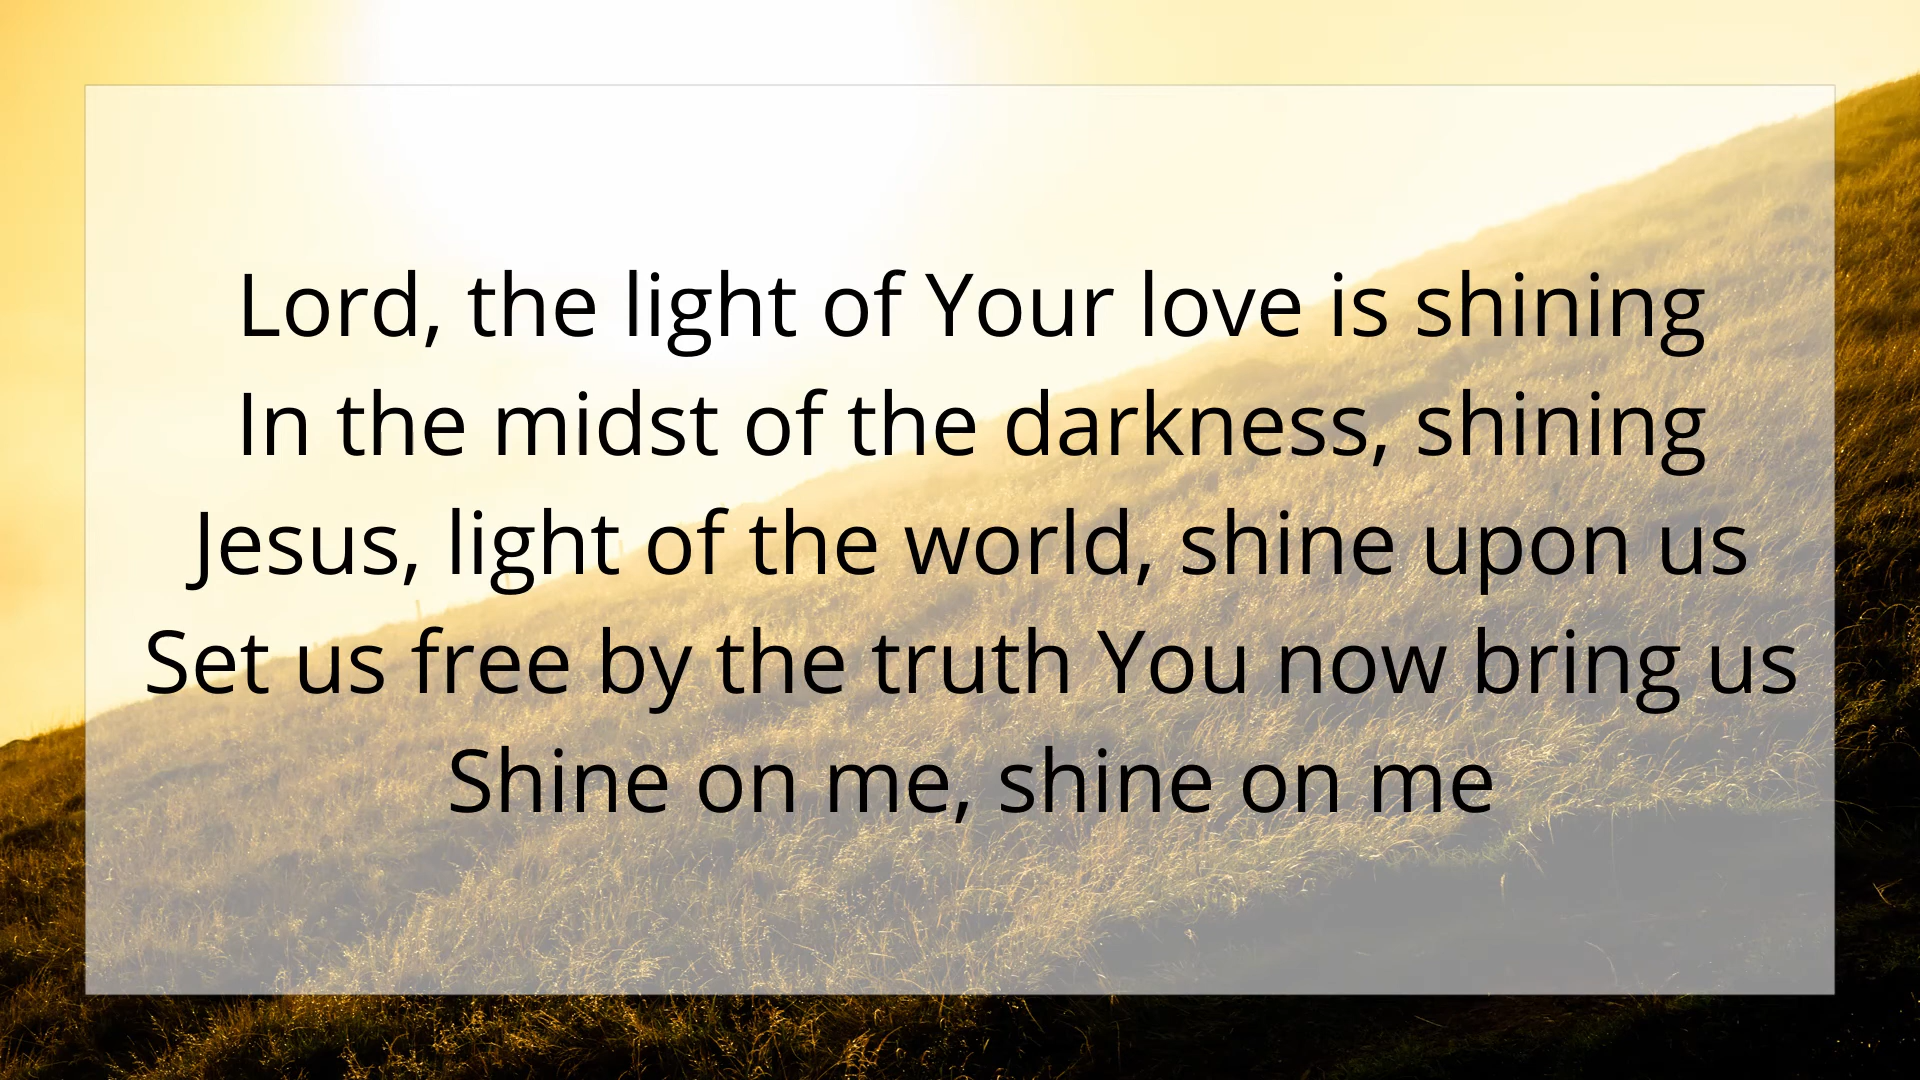 Lord, the light of Your love is shining
In the midst of the darkness, shining
Jesus, light of the world, shine upon us
Set us free by the truth You now bring us
Shine on me, shine on me